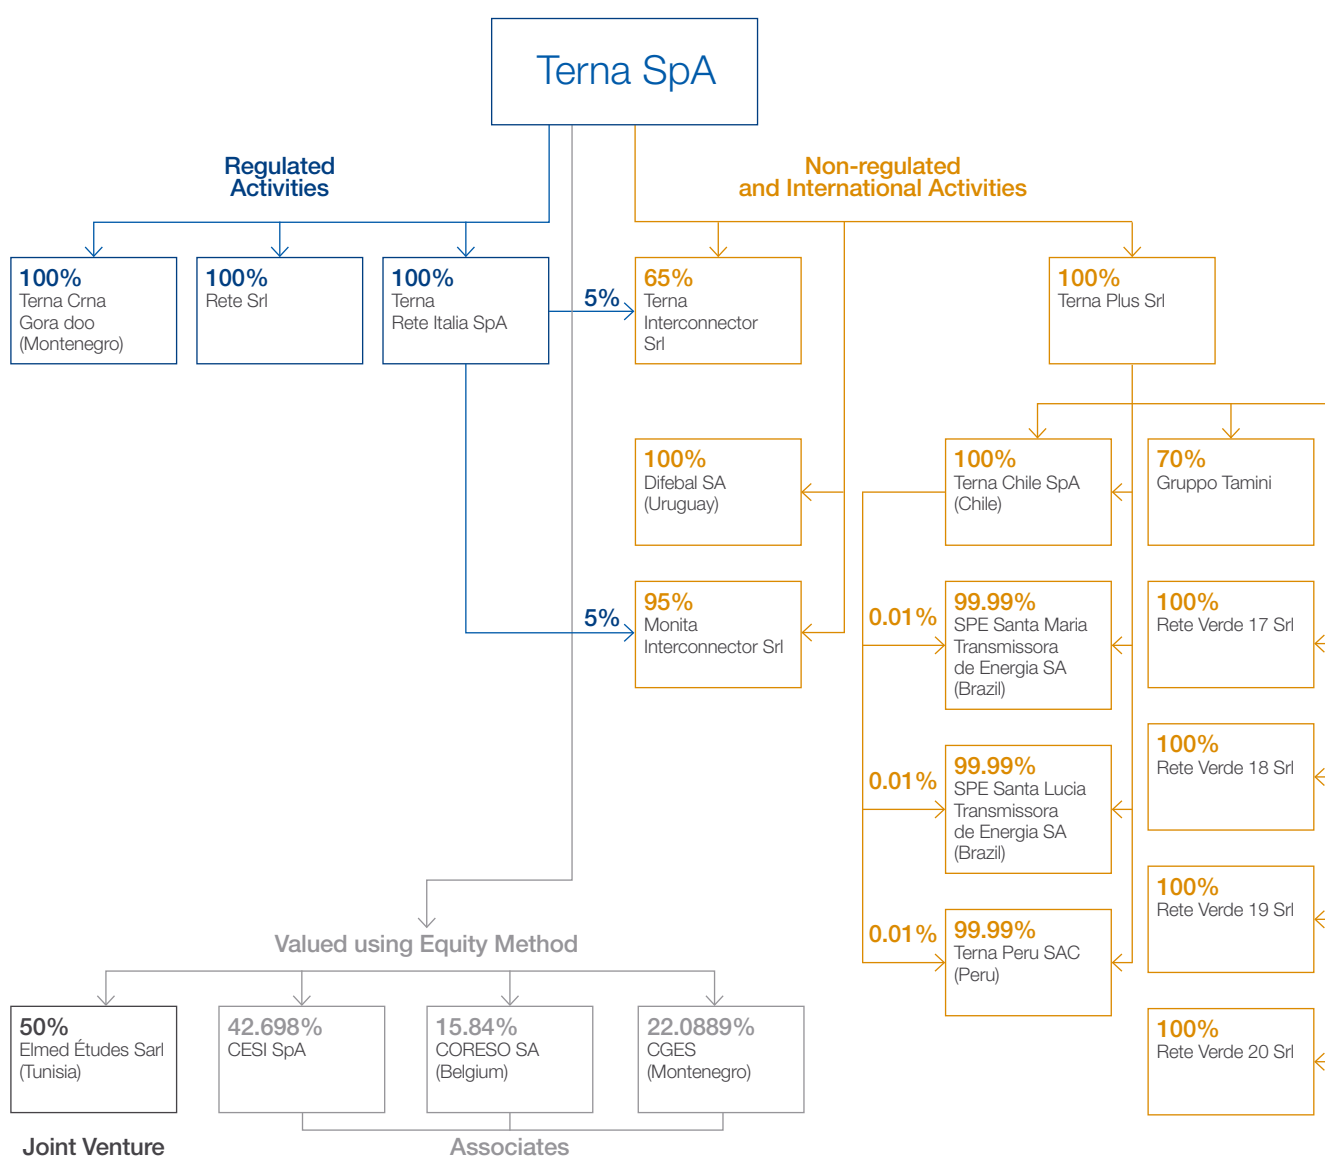 Terna SpA
Regulated
Activities
Non-regulated
and International Activities
100%
Terna Crna
Gora doo
(Montenegro)
100%
Rete Srl
100%
Terna
Rete Italia SpA
5%
65%
Terna
Interconnector
Srl
100%
Terna Plus Srl
100%
Difebal SA
(Uruguay)
100%
Terna Chile SpA
(Chile)
70%
Gruppo Tamini
5%
95%
Monita
Interconnector Srl
0.01%
99.99%
SPE Santa Maria
Transmissora
de Energia SA
(Brazil)
100%
Rete Verde 17 Srl
0.01%
99.99%
SPE Santa Lucia
Transmissora
de Energia SA
(Brazil)
100%
Rete Verde 18 Srl
0.01%
99.99%
Terna Peru SAC
(Peru)
100%
Rete Verde 19 Srl
100%
Rete Verde 20 Srl
Valued using Equity Method
50%
Elmed Études Sarl
(Tunisia)
42.698%
CESI SpA
15.84%
CORESO SA
(Belgium)
22.0889%
CGES
(Montenegro)
Joint Venture
Associates